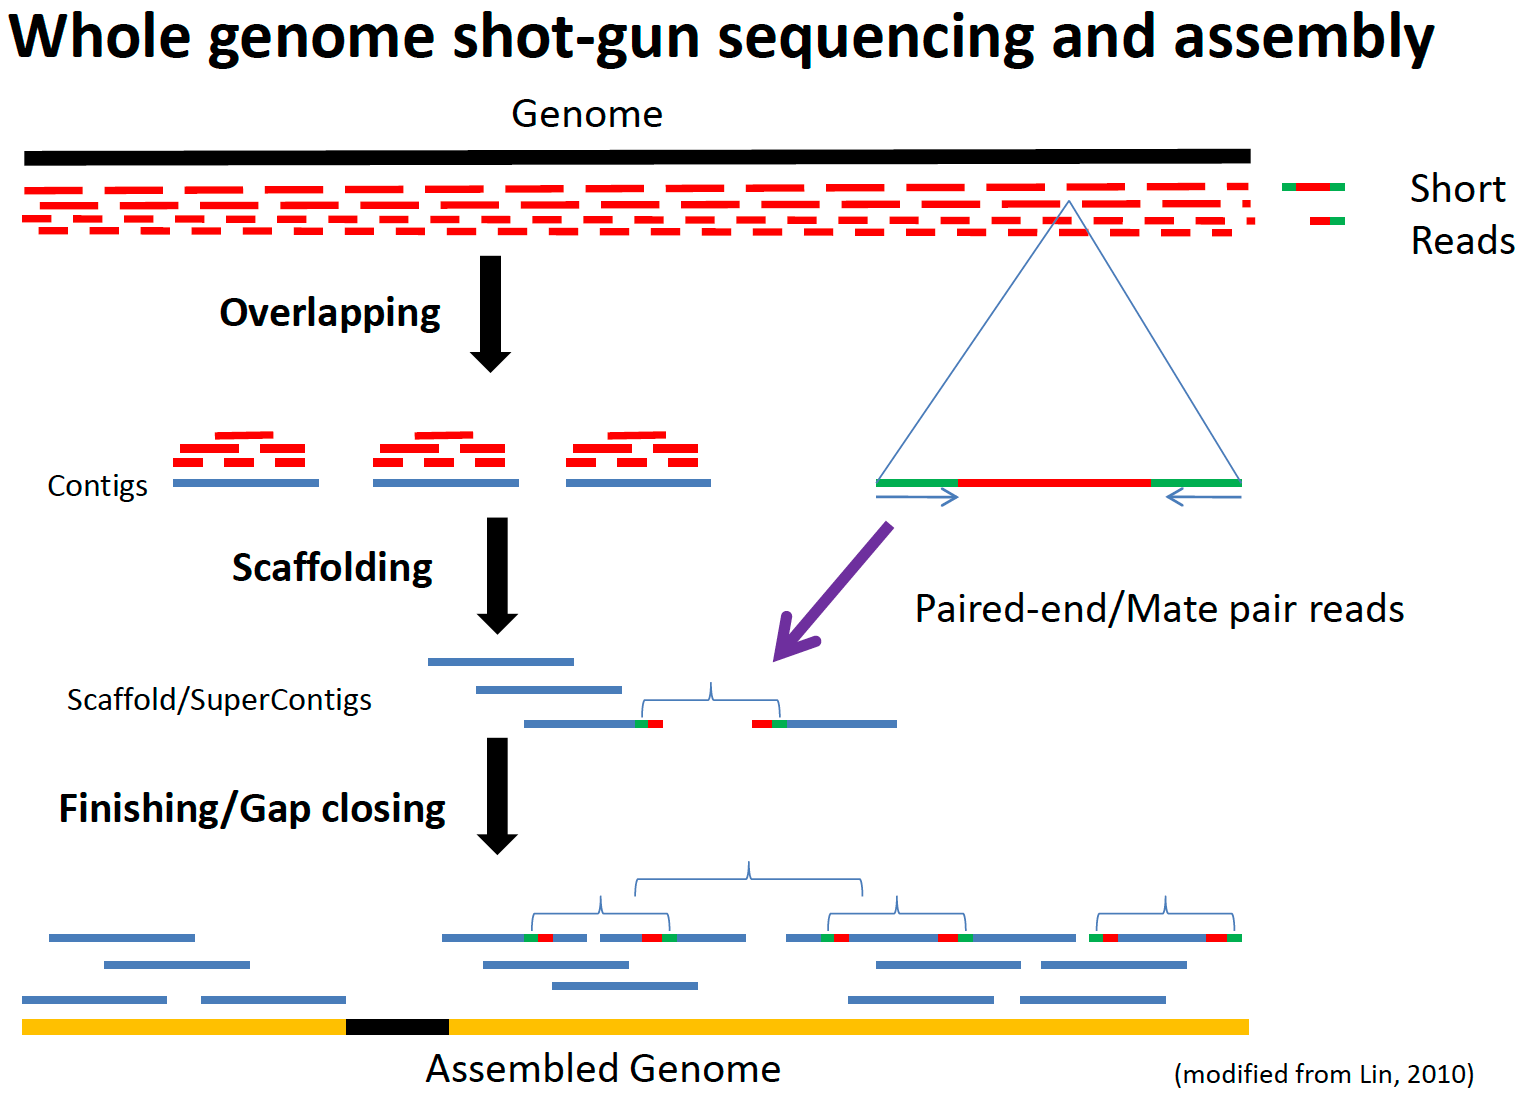 Whole genome shot-gun sequencing and assembly
Genome
Short
Reads
Overlapping
Contigs
Scaffolding
Paired-end/Mate pair reads
Scaffold/SuperContigs
Finishing/Gap closing
Assembled Genome
(modified from Lin, 2010)